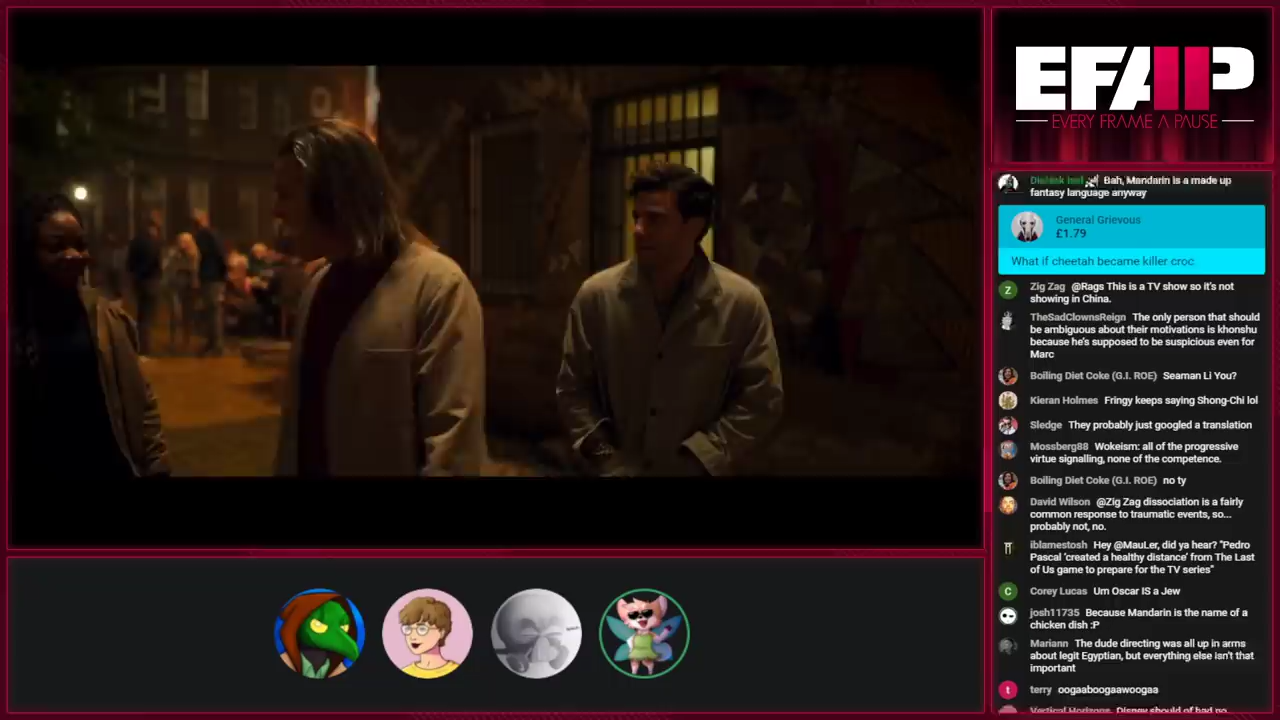 EFAP
EVERY FRAME A PAUSE
Bah, Mandarin is a made up
fantasy language anyway
General Grievous
£1.79
What if cheetah became killer croc
Z
Zig Zag @Rags This is a TV show so it's not
showing in China.
TheSadClownsReign The only person that should
be ambiguous about their motivations is khonshu
because he's supposed to be suspicious even for
Marc
Boiling Diet Coke (G.I. ROE) Seaman Li You?
Kieran Holmes Fringy keeps saying Shong-Chi lol
Sledge They probably just googled a translation
Mossberg88 Wokeism: all of the progressive
virtue signalling, none of the competence.
Boiling Diet Coke (G.I. ROE) no ty
David Wilson @Zig Zag dissociation is a fairly
common response to traumatic events, so...
probably not, no.
iblamestosh Hey @MauLer, did ya hear? "Pedro
Pascal 'created a healthy distance' from The Last
of Us game to prepare for the TV series"
C
Corey Lucas Um Oscar IS a Jew
josh11735 Because Mandarin is the name of a
chicken dish :P
Mariann The dude directing was all up in arms
about legit Egyptian, but everything else isn't that
important
t
terry oogaaboogaawoogaa
Vertical Horizons Disney should of had no